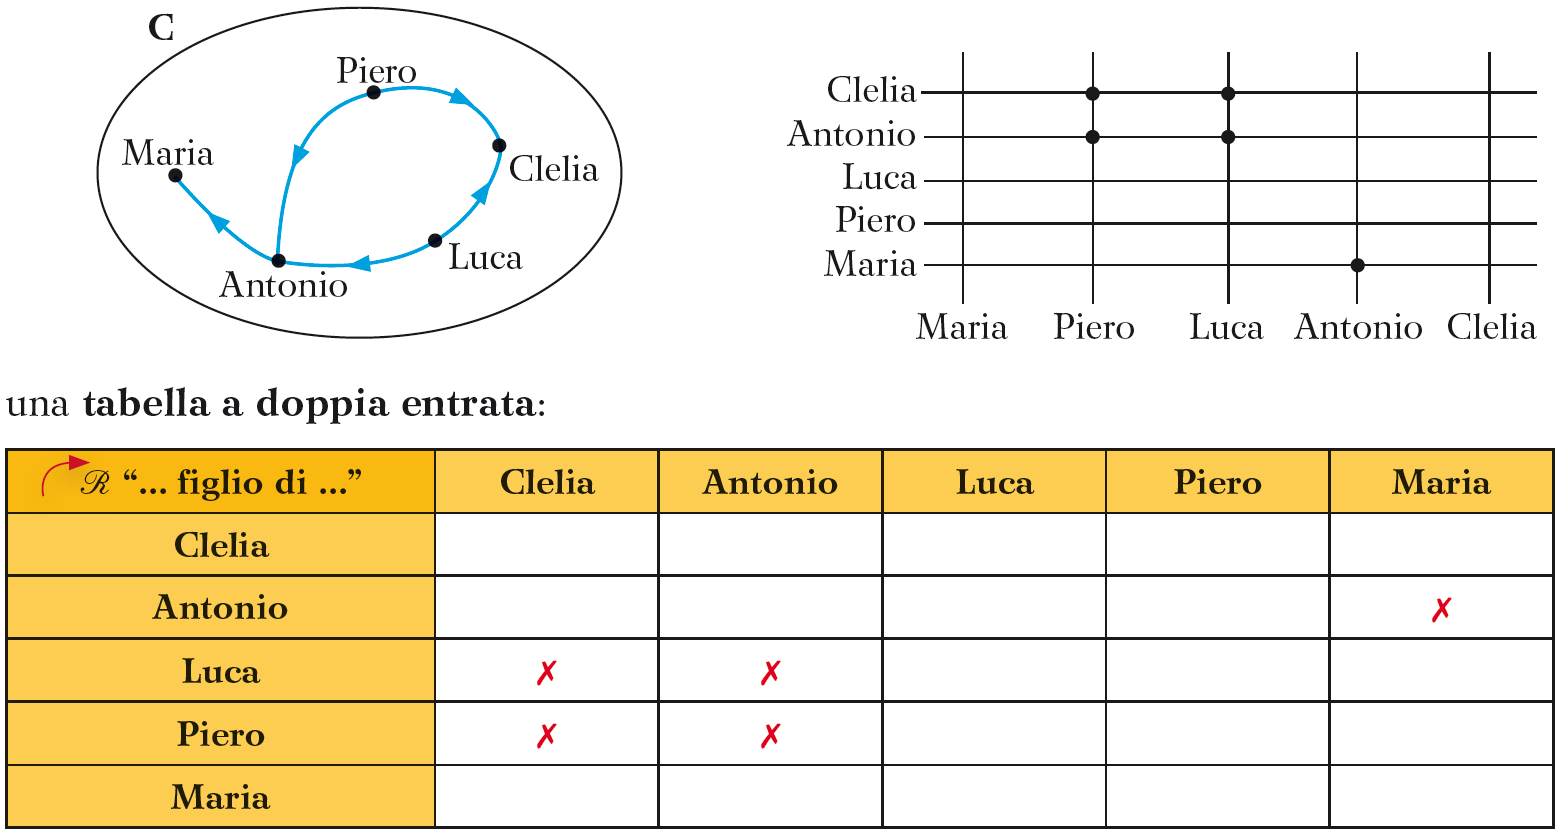 C
Piero
Maria
Clelia
Luca
Antonio
Clelia
Antonio
Luca
Piero
Maria
Maria Piero Luca Antonio Clelia
una tabella a doppia entrata:
ℛ “... figlio di ...” Clelia Antonio Luca Piero Maria
Clelia
Antonio ✗
Luca ✗ ✗
Piero ✗ ✗
Maria